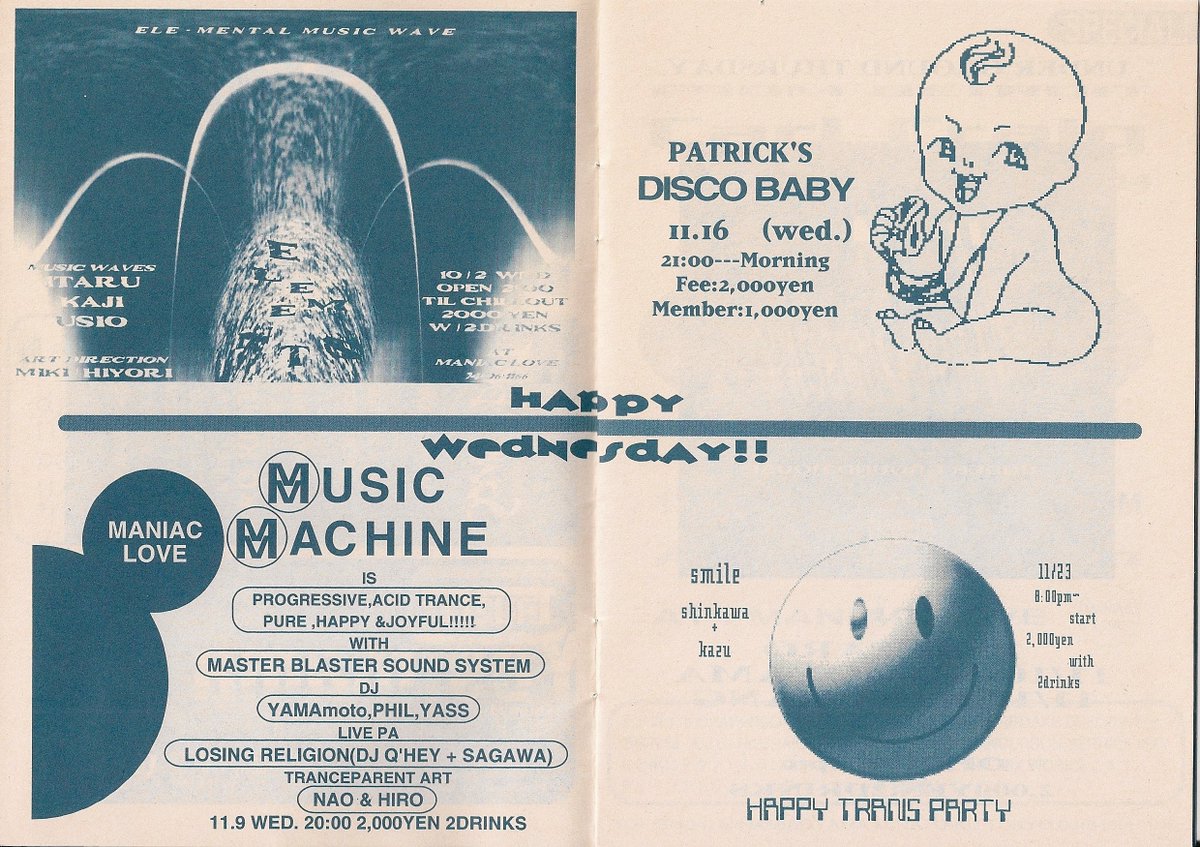 ELE-MENTAL MUSIC WAVE
ELEMENTS
MUSIC WAVES
KAJI
USIO
ART DIRECTION
MIKI HIYORI
WED
OPEN
TIL CHILLOUT
2000 YEN
W/2DRINKS
AT
MANIAC LOVE
PATRICK'S
DISCO BABY
11.16 (wed.)
21:00---Morning
Fee:2,000yen
Member:1,000yen
HAPPY
WEDNESDAY!!
MANIAC
LOVE
MUSIC
MACHINE
IS
PROGRESSIVE,ACID TRANCE,
PURE ,HAPPY &JOYFUL!!!!!
WITH
MASTER BLASTER SOUND SYSTEM
DJ
YAMAmoto,PHIL,YASS
LIVE PA
LOSING RELIGION(DJ Q'HEY + SAGAWA)
TRANCEPARENT ART
NAO & HIRO
11.9 WED. 20:00 2,000YEN 2DRINKS
smile
shinkawa
+
kazu
11/23
8:00pm~
start
2,000yen
with
2drinks
HAPPY TRANS PARTY